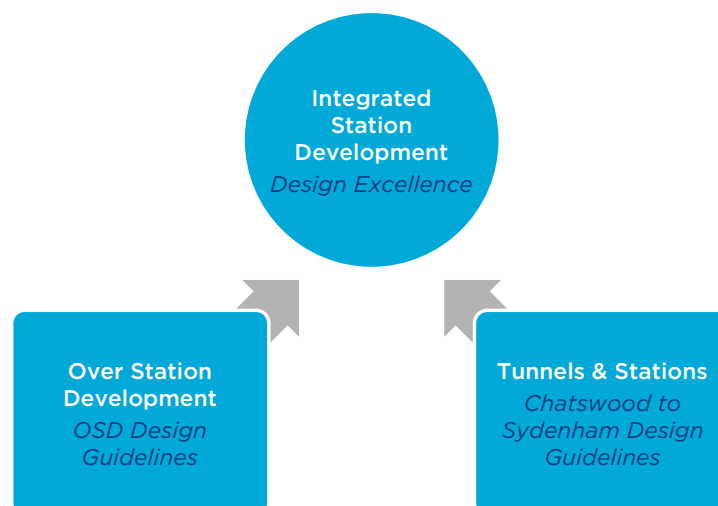 Integrated
Station
Development
Design Excellence
Over Station
Development
OSD Design
Guidelines
Tunnels & Stations
Chatswood to
Sydenham Design
Guidelines